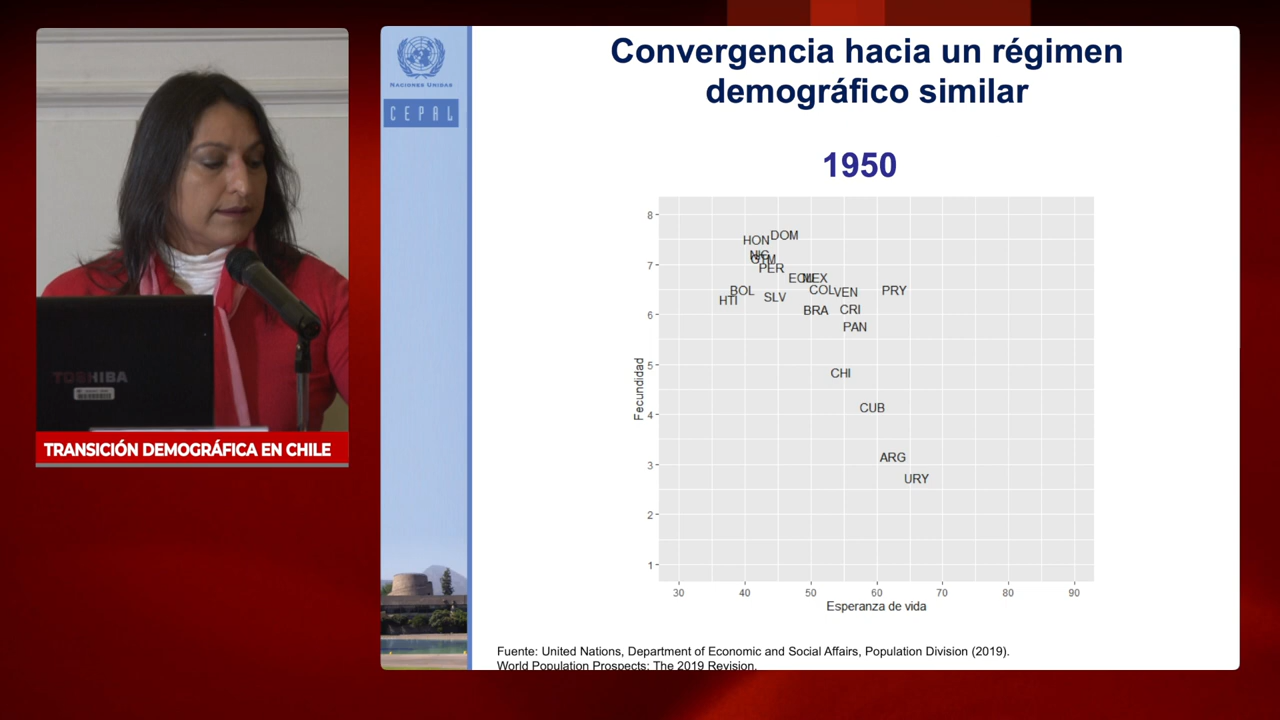 NACIONES UNIDAS
CEPAL
Convergencia hacia un régimen
demográfico similar
1950
8
7
6
5
4
3
2
1
Fecundidad
HON
DOM
NIC
GTM
PER
ECU
MEX
BOL
COL
VEN
PRY
HTI
SLV
BRA
CRI
PAN
CHI
CUB
ARG
URY
30 40 50 60 70 80 90
Esperanza de vida
Fuente: United Nations, Department of Economic and Social Affairs, Population Division (2019).
World Population Prospects: The 2019 Revision.
TOSHIBA
TRANSICIÓN DEMOGRÁFICA EN CHILE